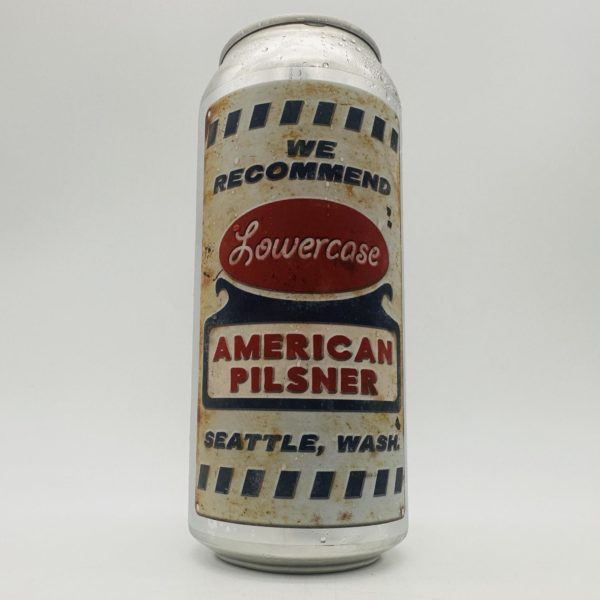 WE
RECOMMEND
Lowercase
AMERICAN
PILSNER
SEATTLE, WASH.